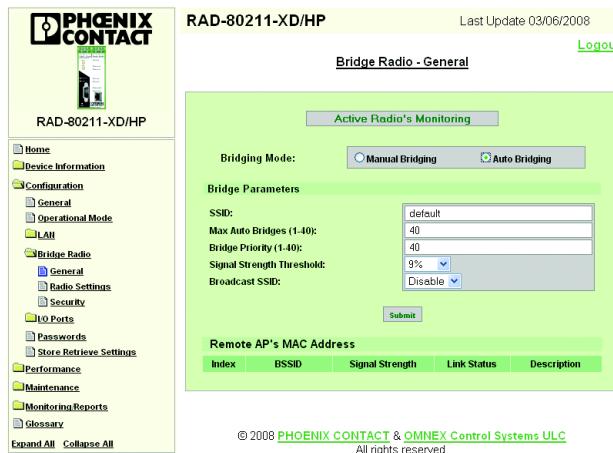 PHŒNIX
CONTACT
RAD-80211-XD/HP
Home
Device Information
Configuration
General
Operational Mode
LAN
Bridge Radio
General
Radio Settings
Security
I/O Ports
Passwords
Store Retrieve Settings
Performance
Maintenance
Monitoring/Reports
Glossary
Expand All Collapse All
RAD-80211-XD/HP Last Update 03/06/2008
Logou
Bridge Radio - General
Active Radio's Monitoring
Bridging Mode: Manual Bridging Auto Bridging
Bridge Parameters
SSID: default
Max Auto Bridges (1-40): 40
Bridge Priority (1-40): 40
Signal Strength Threshold: 9%
Broadcast SSID: Disable
Submit
Remote AP's MAC Address
Index BSSID Signal Strength Link Status Description
© 2008 PHOENIX CONTACT & OMNEX Control Systems ULC
All rights reserved.